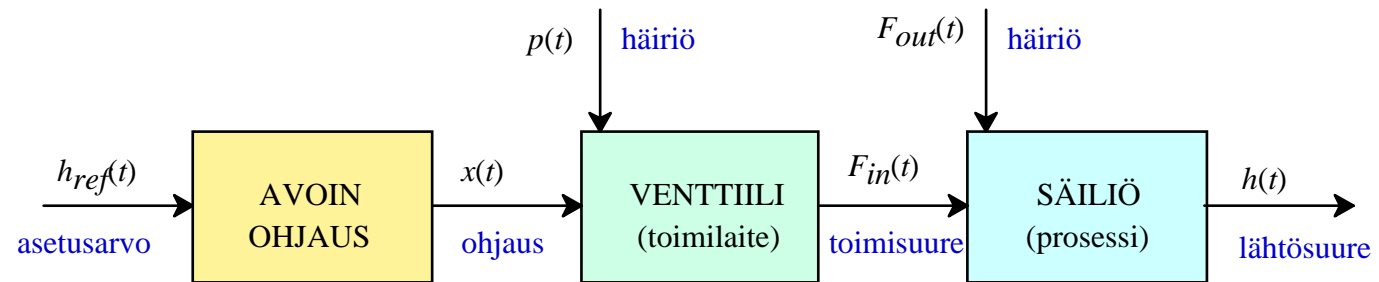 p(t) häiriö
F_out(t) häiriö
h_ref(t)
asetusarvo
AVOIN
OHJAUS
x(t)
ohjaus
VENTTIILI
(toimilaite)
F_in(t)
toimisuure
SÄILIÖ
(prosessi)
h(t)
lähtösuure